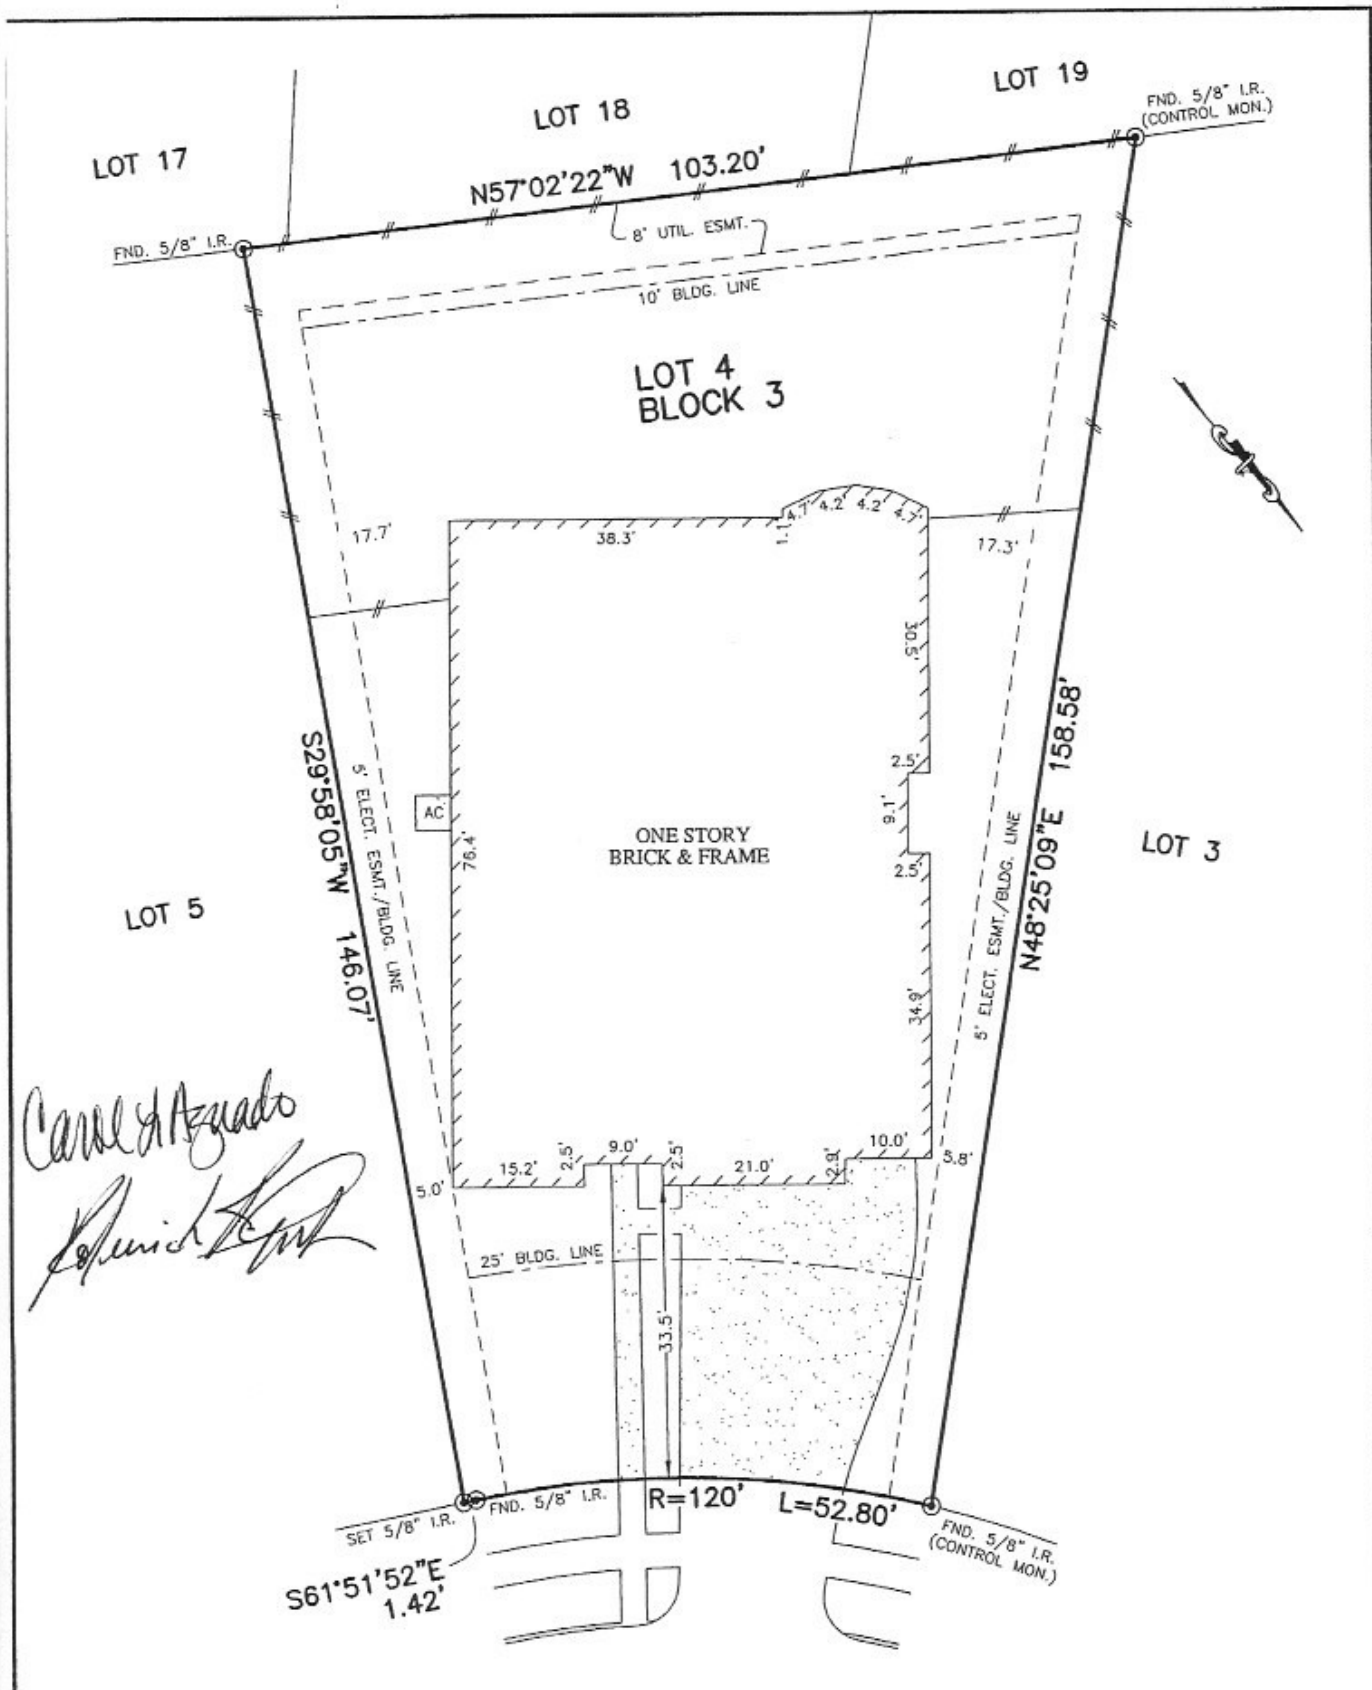 LOT 17
LOT 18
LOT 19
FND. 5/8" I.R.
(CONTROL MON.)
N57°02'22"W 103.20'
FND. 5/8" I.R.
8' UTIL. ESMT.
10' BLDG. LINE
LOT 4
BLOCK 3
17.7'
38.3'
1.1'
4.7'
4.2'
4.2'
4.7'
17.3'
30.5'
2.5'
9.1'
2.5'
34.9'
S29°58'05"W 146.07'
5' ELECT. ESMT./BLDG. LINE
AC
76.4'
ONE STORY
BRICK & FRAME
5' ELECT. ESMT./BLDG. LINE
N48°25'09"E 158.58'
LOT 5
LOT 3
5.0'
15.2'
2.5'
9.0'
2.5'
21.0'
2.9'
10.0'
5.8'
25' BLDG. LINE
33.5'
SET 5/8" I.R.
FND. 5/8" I.R.
R=120' L=52.80'
FND. 5/8" I.R.
(CONTROL MON.)
S61°51'52"E
1.42'